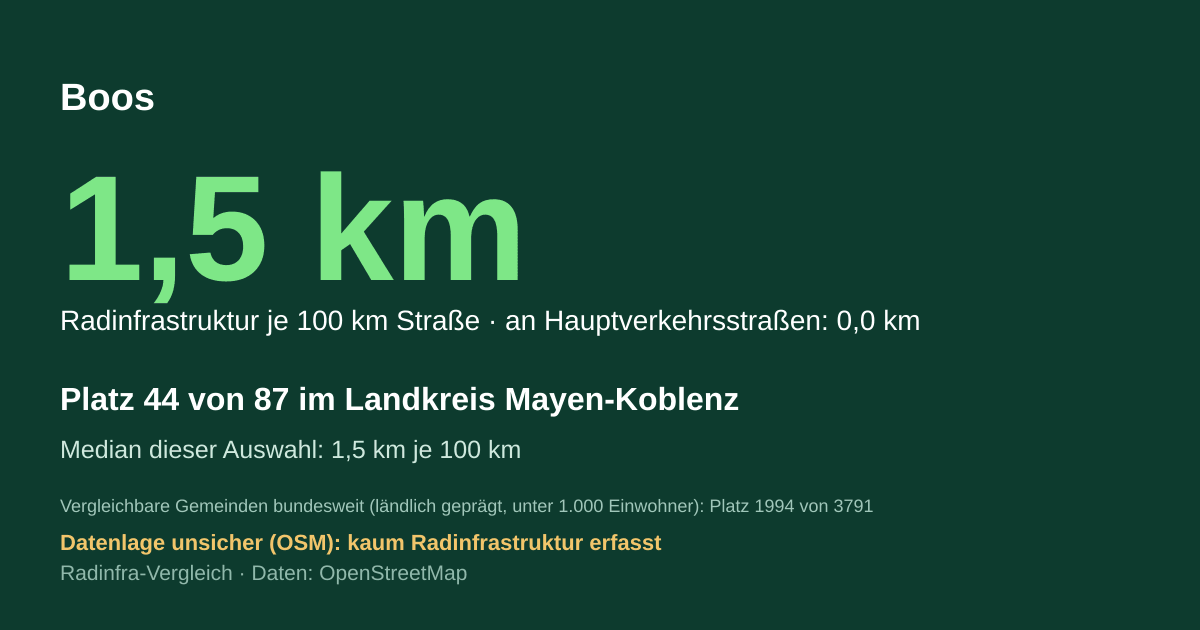 Boos
1,5 km
Radinfrastruktur je 100 km Straße · an Hauptverkehrsstraßen: 0,0 km
Platz 44 von 87 im Landkreis Mayen-Koblenz
Median dieser Auswahl: 1,5 km je 100 km
Vergleichbare Gemeinden bundesweit (ländlich geprägt, unter 1.000 Einwohner): Platz 1994 von 3791
Datenlage unsicher (OSM): kaum Radinfrastruktur erfasst
Radinfra-Vergleich · Daten: OpenStreetMap